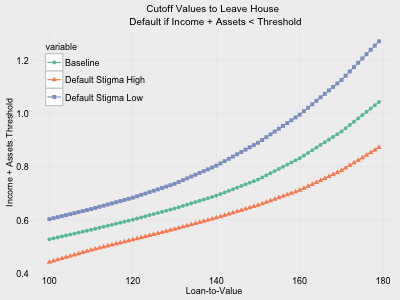 Cutoff Values to Leave House
Default if Income + Assets < Threshold
variable
Baseline
Default Stigma High
Default Stigma Low
Income + Assets Threshold
1.2
1.0
0.8
0.6
0.4
100
120
140
160
180
Loan-to-Value